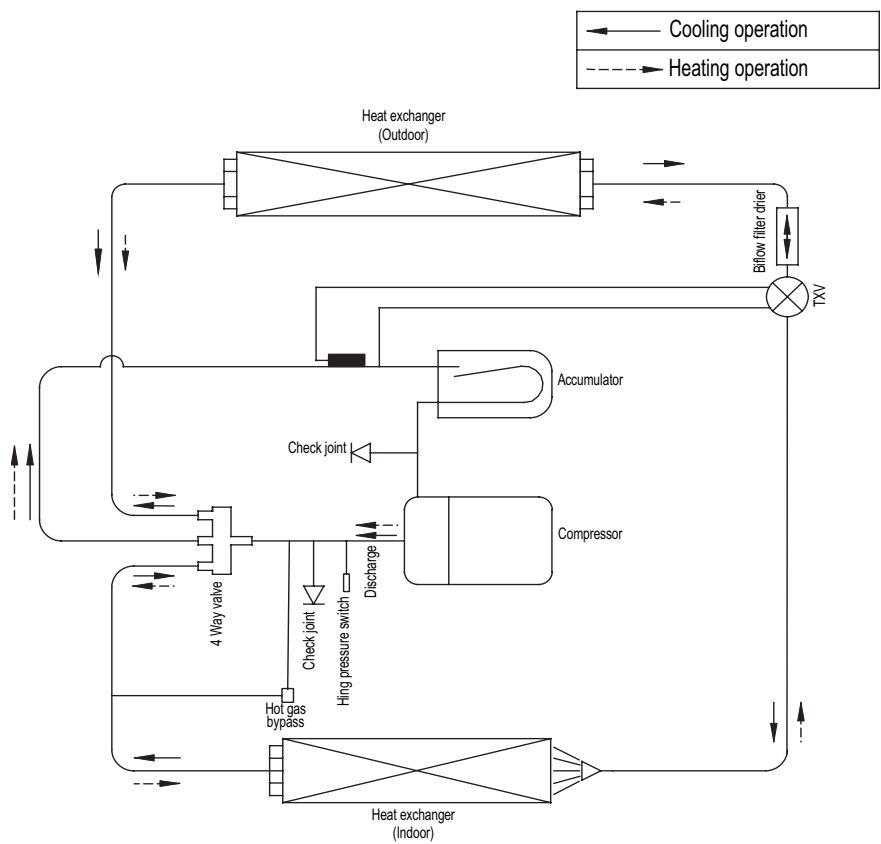 Cooling operation
Heating operation
Heat exchanger
(Outdoor)
Biflow filter drier
TXV
Accumulator
Check joint
Compressor
Discharge
4 Way valve
Check joint
Hing pressure switch
Hot gas
bypass
Heat exchanger
(Indoor)